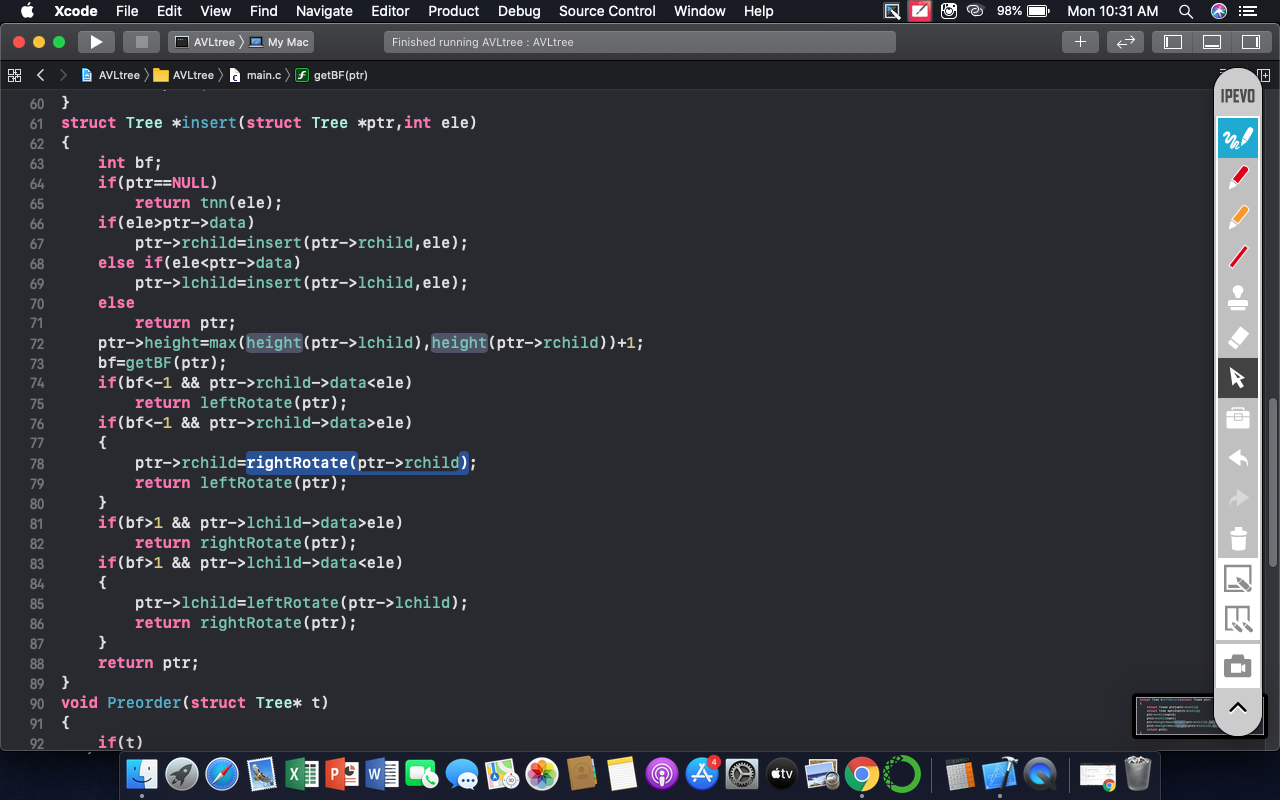 Xcode File Edit View Find Navigate Editor Product Debug Source Control Window Help 98% Mon 10:31 AM
AVLtree My Mac Finished running AVLtree : AVLtree
AVLtree AVLtree main.c getBF(ptr)
IPEVO
60 }
61 struct Tree *insert(struct Tree *ptr,int ele)
62 {
63 int bf;
64 if(ptr==NULL)
65 return tnn(ele);
66 if(ele>ptr->data)
67 ptr->rchild=insert(ptr->rchild,ele);
68 else if(ele<ptr->data)
69 ptr->lchild=insert(ptr->lchild,ele);
70 else
71 return ptr;
72 ptr->height=max(height(ptr->lchild),height(ptr->rchild))+1;
73 bf=getBF(ptr);
74 if(bf<-1 && ptr->rchild->data<ele)
75 return leftRotate(ptr);
76 if(bf<-1 && ptr->rchild->data>ele)
77 {
78 ptr->rchild=rightRotate(ptr->rchild);
79 return leftRotate(ptr);
80 }
81 if(bf>1 && ptr->lchild->data>ele)
82 return rightRotate(ptr);
83 if(bf>1 && ptr->lchild->data<ele)
84 {
85 ptr->lchild=leftRotate(ptr->lchild);
86 return rightRotate(ptr);
87 }
88 return ptr;
89 }
90 void Preorder(struct Tree* t)
91 {
92 if(t)
4
tv